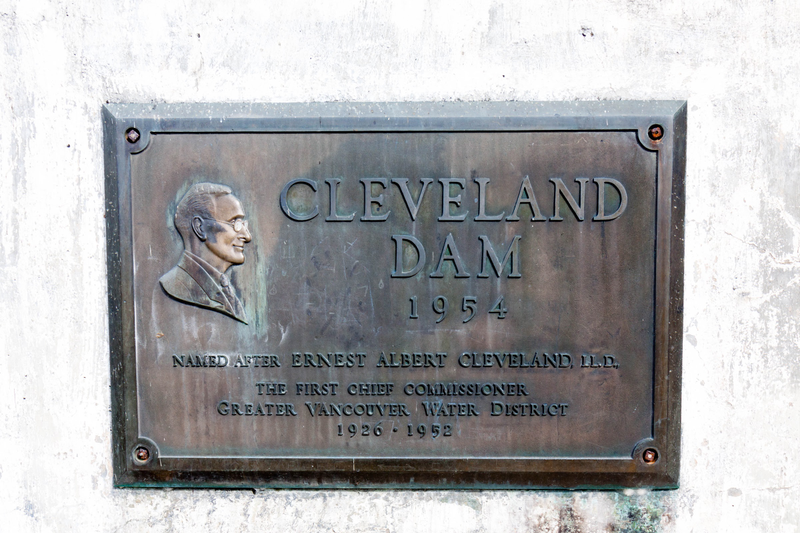 CLEVELAND
DAM
1954
NAMED AFTER ERNEST ALBERT CLEVELAND, LL.D.,
THE FIRST CHIEF COMMISSIONER
GREATER VANCOUVER WATER DISTRICT
1926 · 1952